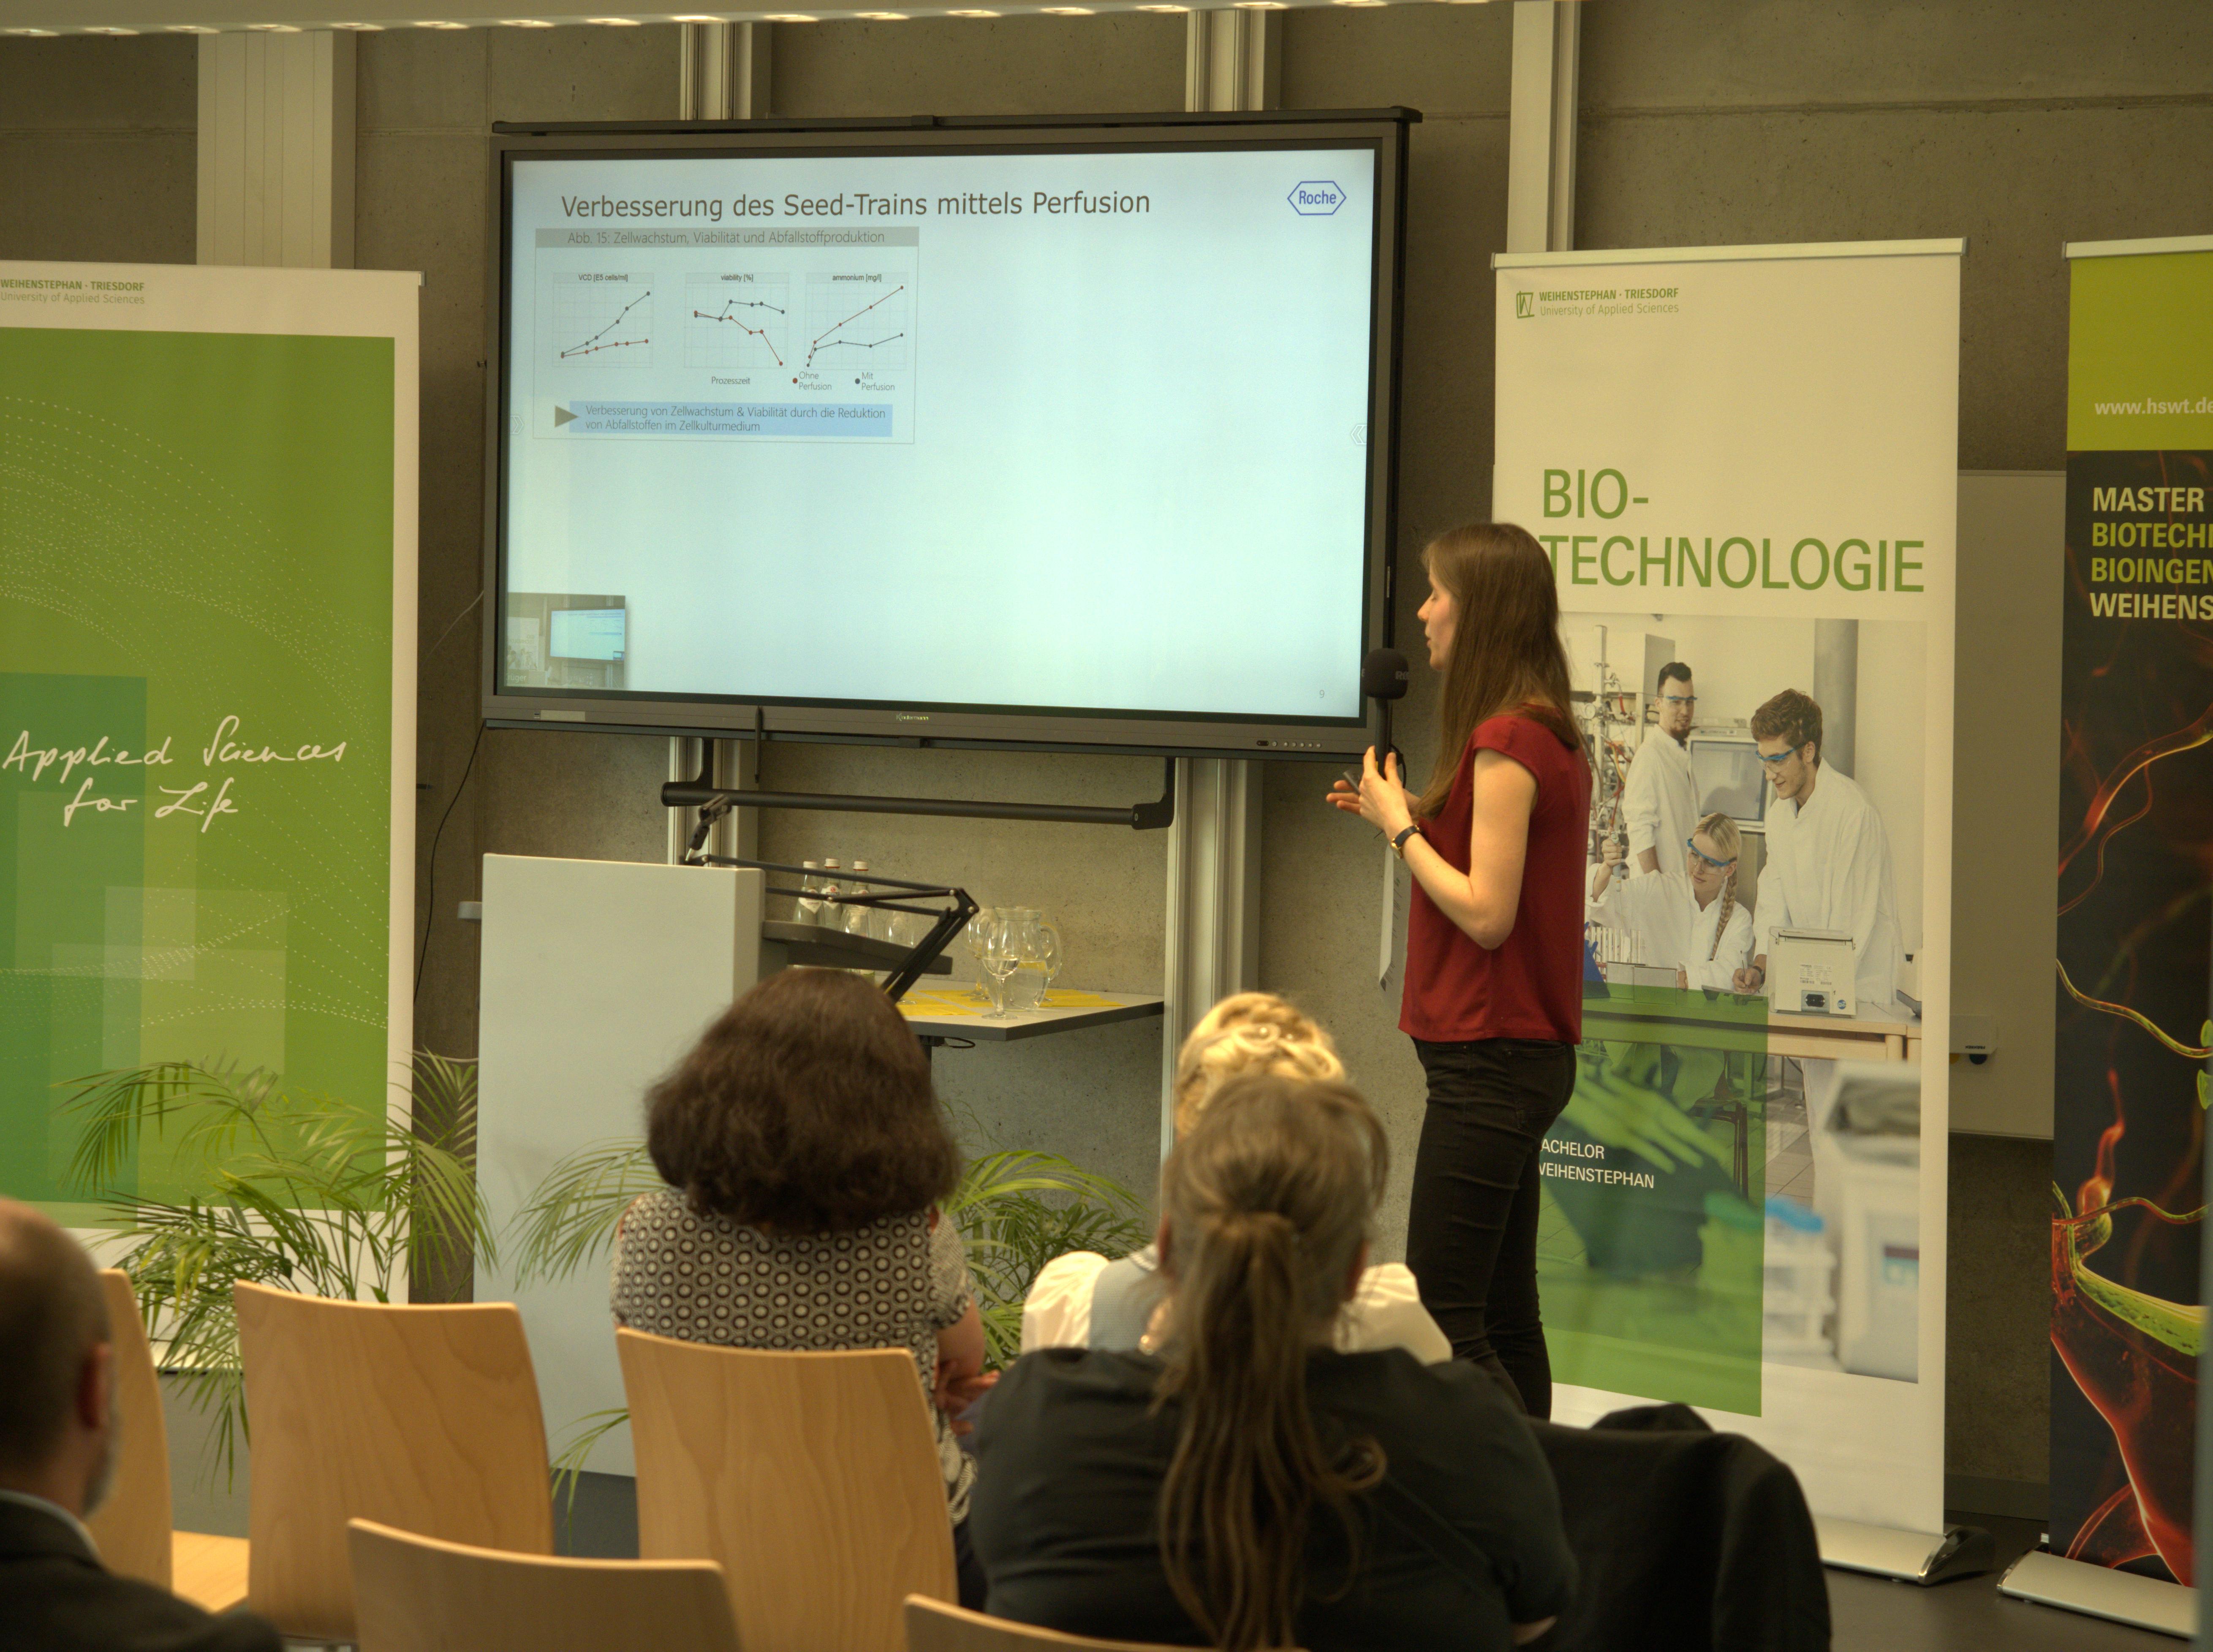 WEIHENSTEPHAN · TRIESDORF
University of Applied Sciences
Applied Sciences
for Life
Verbesserung des Seed-Trains mittels Perfusion
Roche
Abb. 15: Zellwachstum, Viabilität und Abfallstoffproduktion
VCD [E5 cells/ml]
viability [%]
ammonium [mg/l]
Prozesszeit
Ohne
Perfusion
Mit
Perfusion
Verbesserung von Zellwachstum & Viabilität durch die Reduktion
von Abfallstoffen im Zellkulturmedium
9
WEIHENSTEPHAN · TRIESDORF
University of Applied Sciences
BIO-
TECHNOLOGIE
ACHELOR
WEIHENSTEPHAN
www.hswt.de
MASTER
BIOTECH
BIOINGEN
WEIHENS